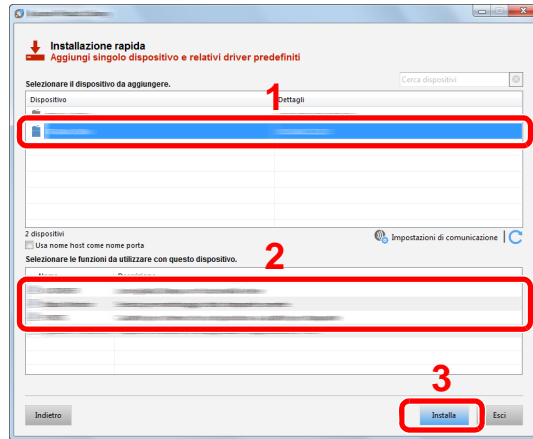 Installazione rapida
Aggiungi singolo dispositivo e relativi driver predefiniti
Selezionare il dispositivo da aggiungere.
Cerca dispositivi
1
Dispositivo Dettagli
2 dispositivi
Impostazioni di comunicazione
Usa nome host come nome porta
Selezionare le funzioni da utilizzare con questo dispositivo.
2
3
Indietro Installa Esci